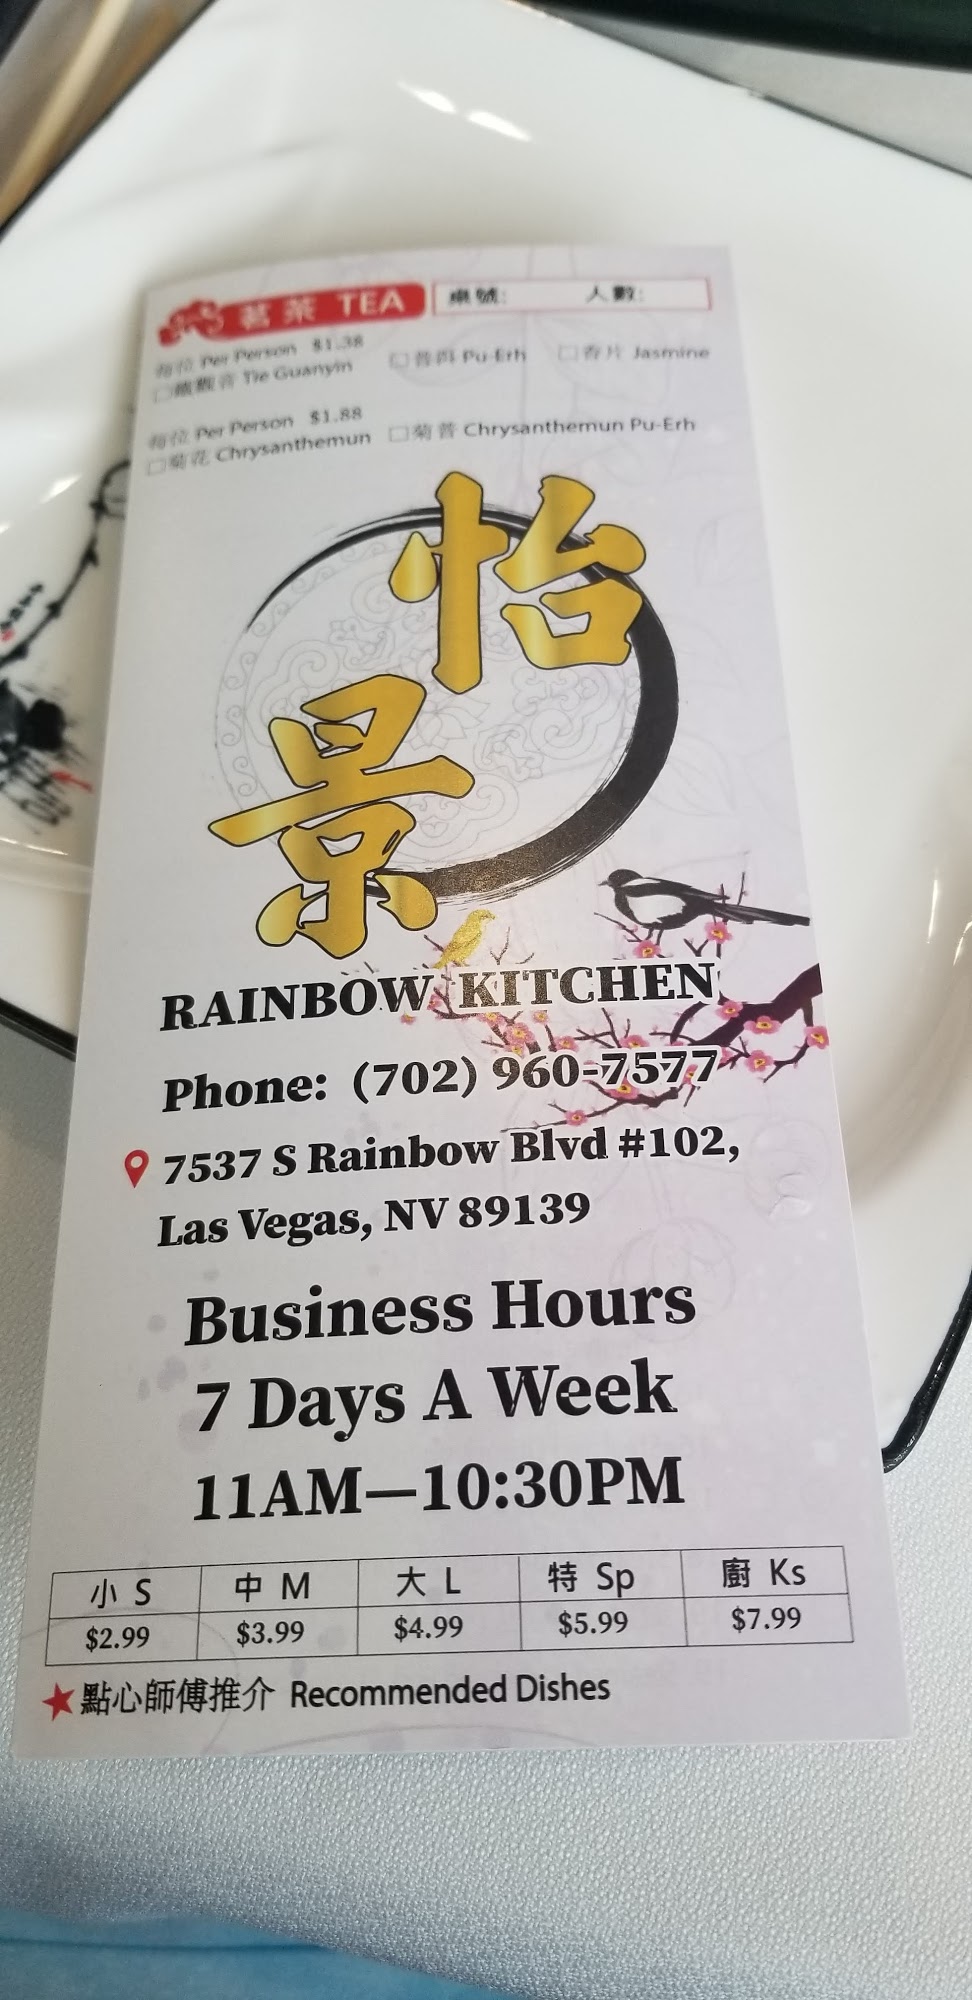 茗茶 TEA 桌號: 人數:
每位 Per Person $1.38
□鐵觀音 Tie Guanyin □普洱 Pu-Erh □香片 Jasmine
每位 Per Person $1.88
□菊花 Chrysanthemun □菊普 Chrysanthemun Pu-Erh
怡
景
RAINBOW KITCHEN
Phone: (702) 960-7577
7537 S Rainbow Blvd #102,
Las Vegas, NV 89139
Business Hours
7 Days A Week
11AM—10:30PM
小 S 中 M 大 L 特 Sp 廚 Ks
$2.99 $3.99 $4.99 $5.99 $7.99
★點心師傅推介 Recommended Dishes